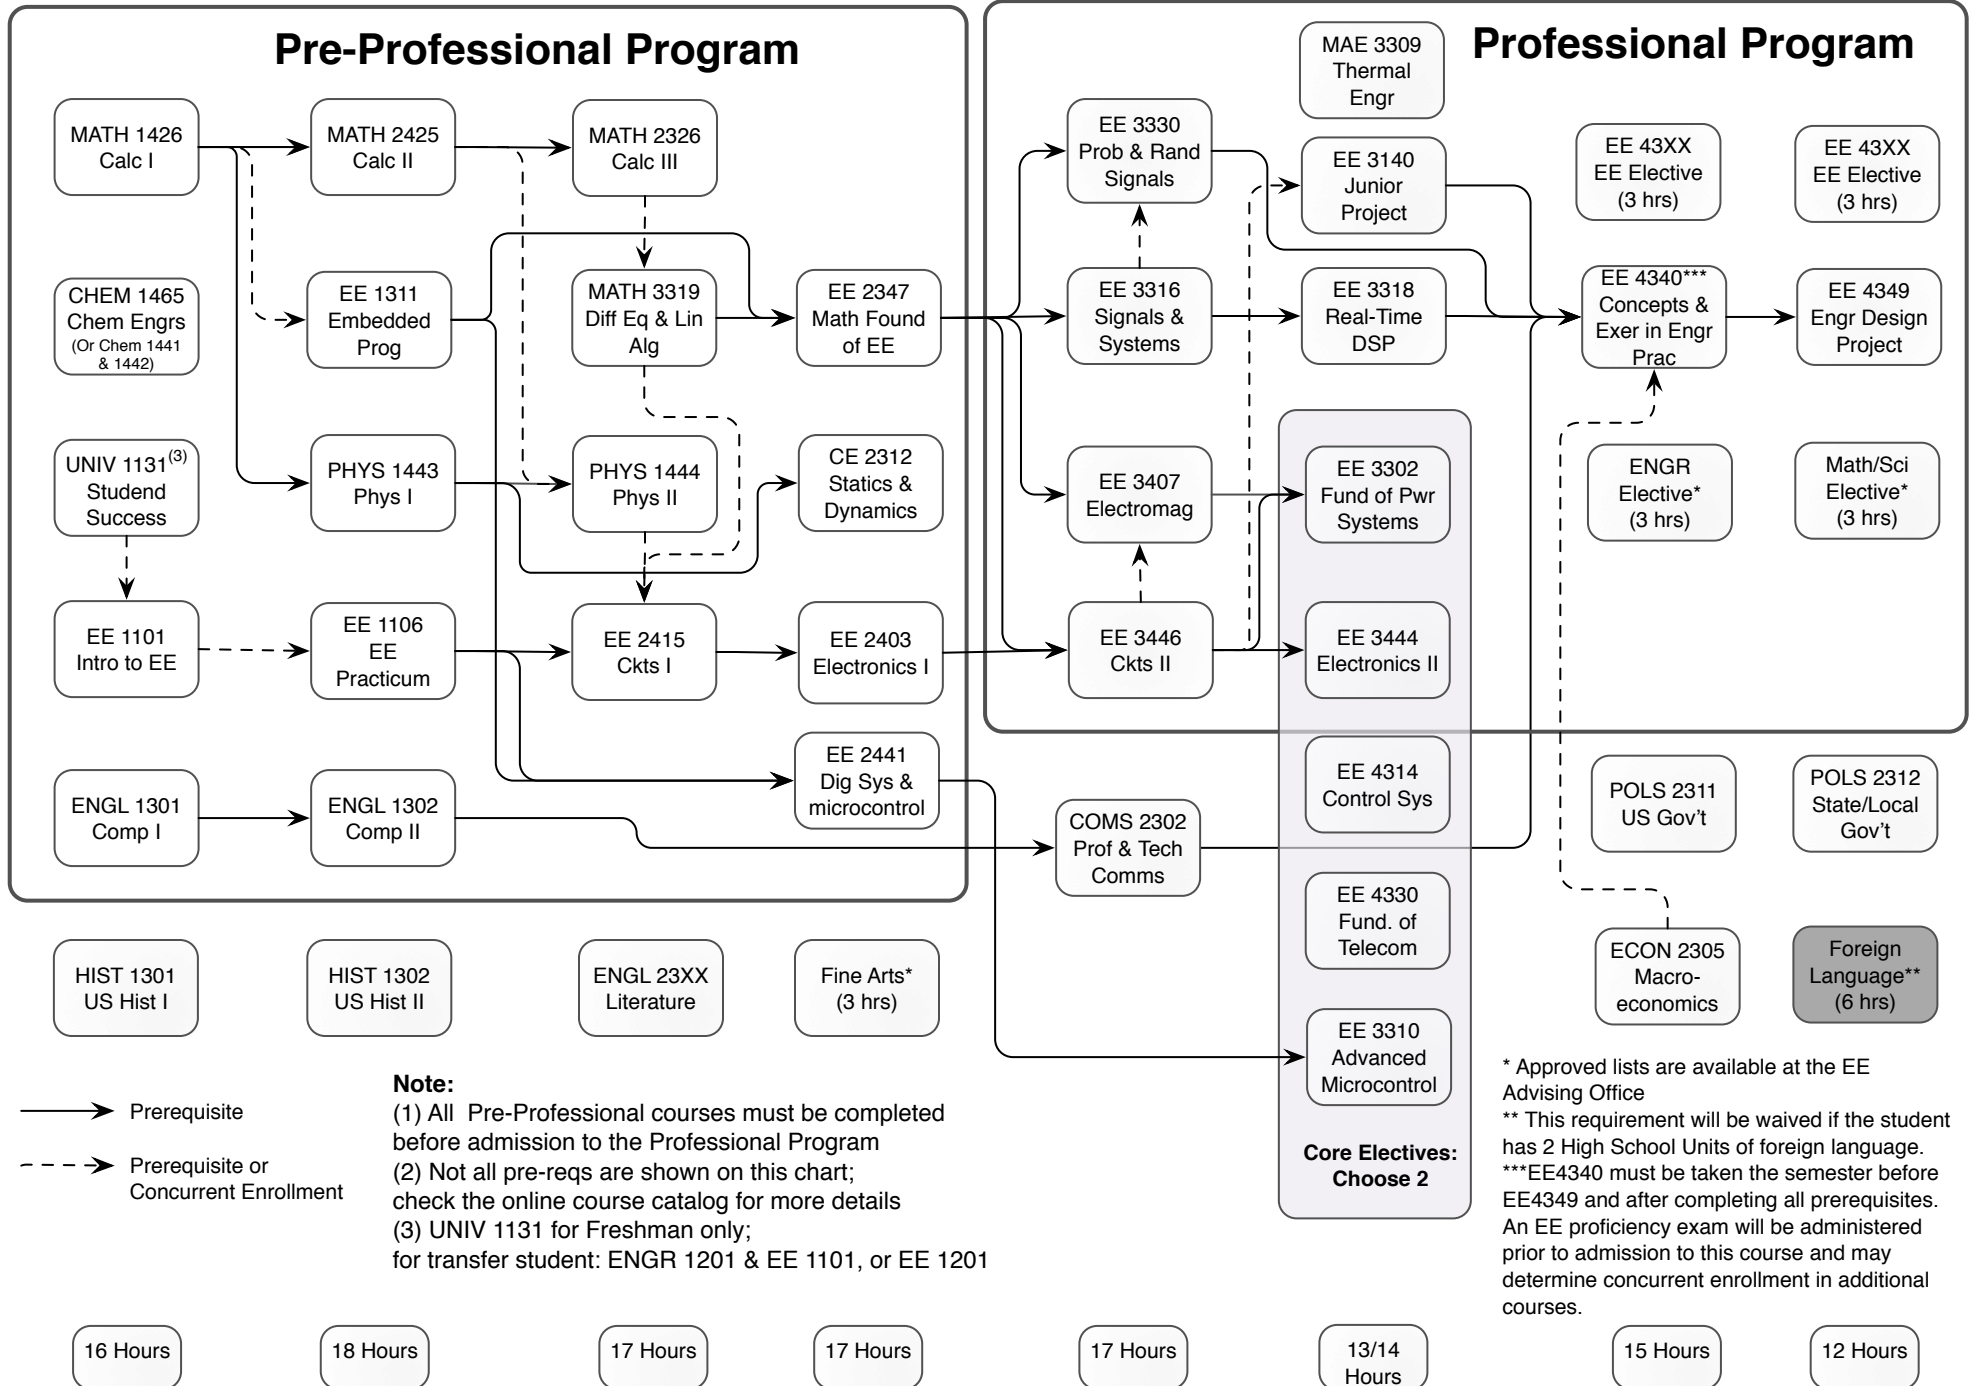 Pre-Professional Program
Professional Program
MATH 1426
Calc I
MATH 2425
Calc II
MATH 2326
Calc III
EE 3330
Prob & Rand
Signals
MAE 3309
Thermal
Engr
EE 3140
Junior
Project
EE 43XX
EE Elective
(3 hrs)
EE 43XX
EE Elective
(3 hrs)
CHEM 1465
Chem Engrs
(Or Chem 1441
& 1442)
EE 1311
Embedded
Prog
MATH 3319
Diff Eq & Lin
Alg
EE 2347
Math Found
of EE
EE 3316
Signals &
Systems
EE 3318
Real-Time
DSP
EE 4340***
Concepts &
Exer in Engr
Prac
EE 4349
Engr Design
Project
UNIV 1131(3)
Studend
Success
PHYS 1443
Phys I
PHYS 1444
Phys II
CE 2312
Statics &
Dynamics
EE 3407
Electromag
EE 3302
Fund of Pwr
Systems
ENGR
Elective*
(3 hrs)
Math/Sci
Elective*
(3 hrs)
EE 1101
Intro to EE
EE 1106
EE
Practicum
EE 2415
Ckts I
EE 2403
Electronics I
EE 3446
Ckts II
EE 3444
Electronics II
ENGL 1301
Comp I
ENGL 1302
Comp II
EE 2441
Dig Sys &
microcontrol
COMS 2302
Prof & Tech
Comms
EE 4314
Control Sys
POLS 2311
US Gov't
POLS 2312
State/Local
Gov't
EE 4330
Fund. of
Telecom
HIST 1301
US Hist I
HIST 1302
US Hist II
ENGL 23XX
Literature
Fine Arts*
(3 hrs)
ECON 2305
Macro-
economics
Foreign
Language**
(6 hrs)
EE 3310
Advanced
Microcontrol
Core Electives:
Choose 2
Prerequisite
Prerequisite or
Concurrent Enrollment
Note:
(1) All Pre-Professional courses must be completed
before admission to the Professional Program
(2) Not all pre-reqs are shown on this chart;
check the online course catalog for more details
(3) UNIV 1131 for Freshman only;
for transfer student: ENGR 1201 & EE 1101, or EE 1201
* Approved lists are available at the EE
Advising Office
** This requirement will be waived if the student
has 2 High School Units of foreign language.
***EE4340 must be taken the semester before
EE4349 and after completing all prerequisites.
An EE proficiency exam will be administered
prior to admission to this course and may
determine concurrent enrollment in additional
courses.
16 Hours
18 Hours
17 Hours
17 Hours
17 Hours
13/14
Hours
15 Hours
12 Hours